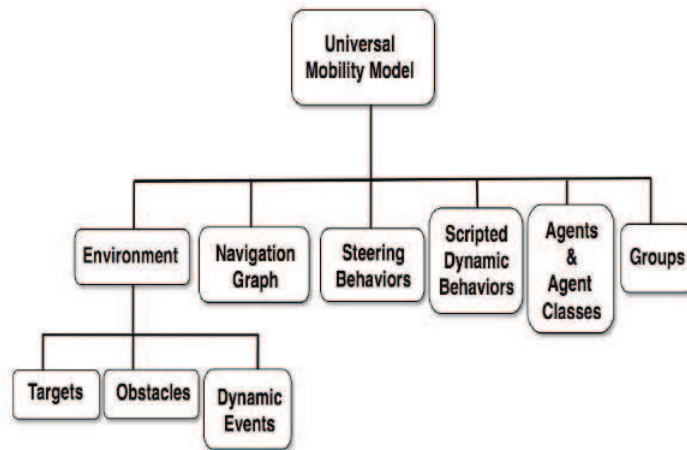 Universal
Mobility Model
Environment
Navigation
Graph
Steering
Behaviors
Scripted
Dynamic
Behaviors
Agents
&
Agent
Classes
Groups
Targets
Obstacles
Dynamic
Events